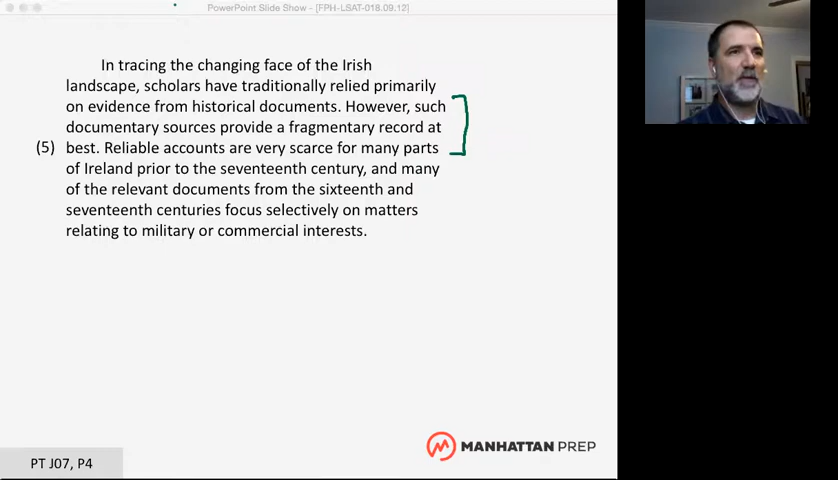 PowerPoint Slide Show - [FPH-LSAT-018.09.12]
In tracing the changing face of the Irish
landscape, scholars have traditionally relied primarily
on evidence from historical documents. However, such
documentary sources provide a fragmentary record at
(5) best. Reliable accounts are very scarce for many parts
of Ireland prior to the seventeenth century, and many
of the relevant documents from the sixteenth and
seventeenth centuries focus selectively on matters
relating to military or commercial interests.
MANHATTAN PREP
PT J07, P4